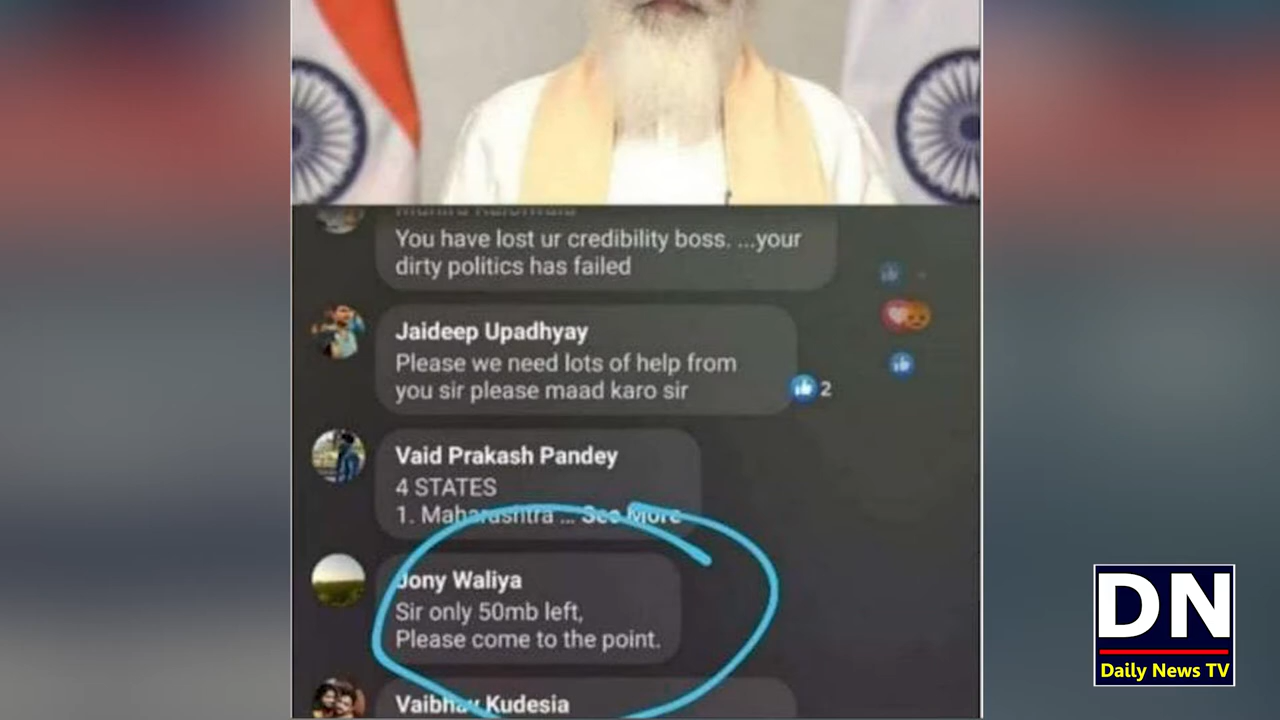 You have lost ur credibility boss. ...your
dirty politics has failed
Jaideep Upadhyay
Please we need lots of help from
you sir please maad karo sir
2
Vaid Prakash Pandey
4 STATES
1. Maharashtra ... See More
Jony Waliya
Sir only 50mb left,
Please come to the point.
Vaibhav Kudesia
DN
Daily News TV